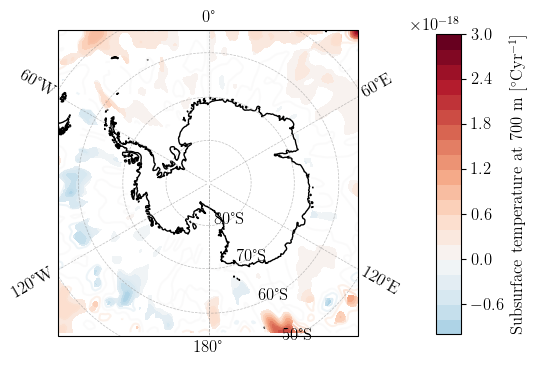 0°
×10⁻¹⁸
60°W
60°E
3.0
2.4
1.8
1.2
0.6
0.0
−0.6
Subsurface temperature at 700 m [°Cyr⁻¹]
80°S
70°S
60°S
50°S
120°W
120°E
180°